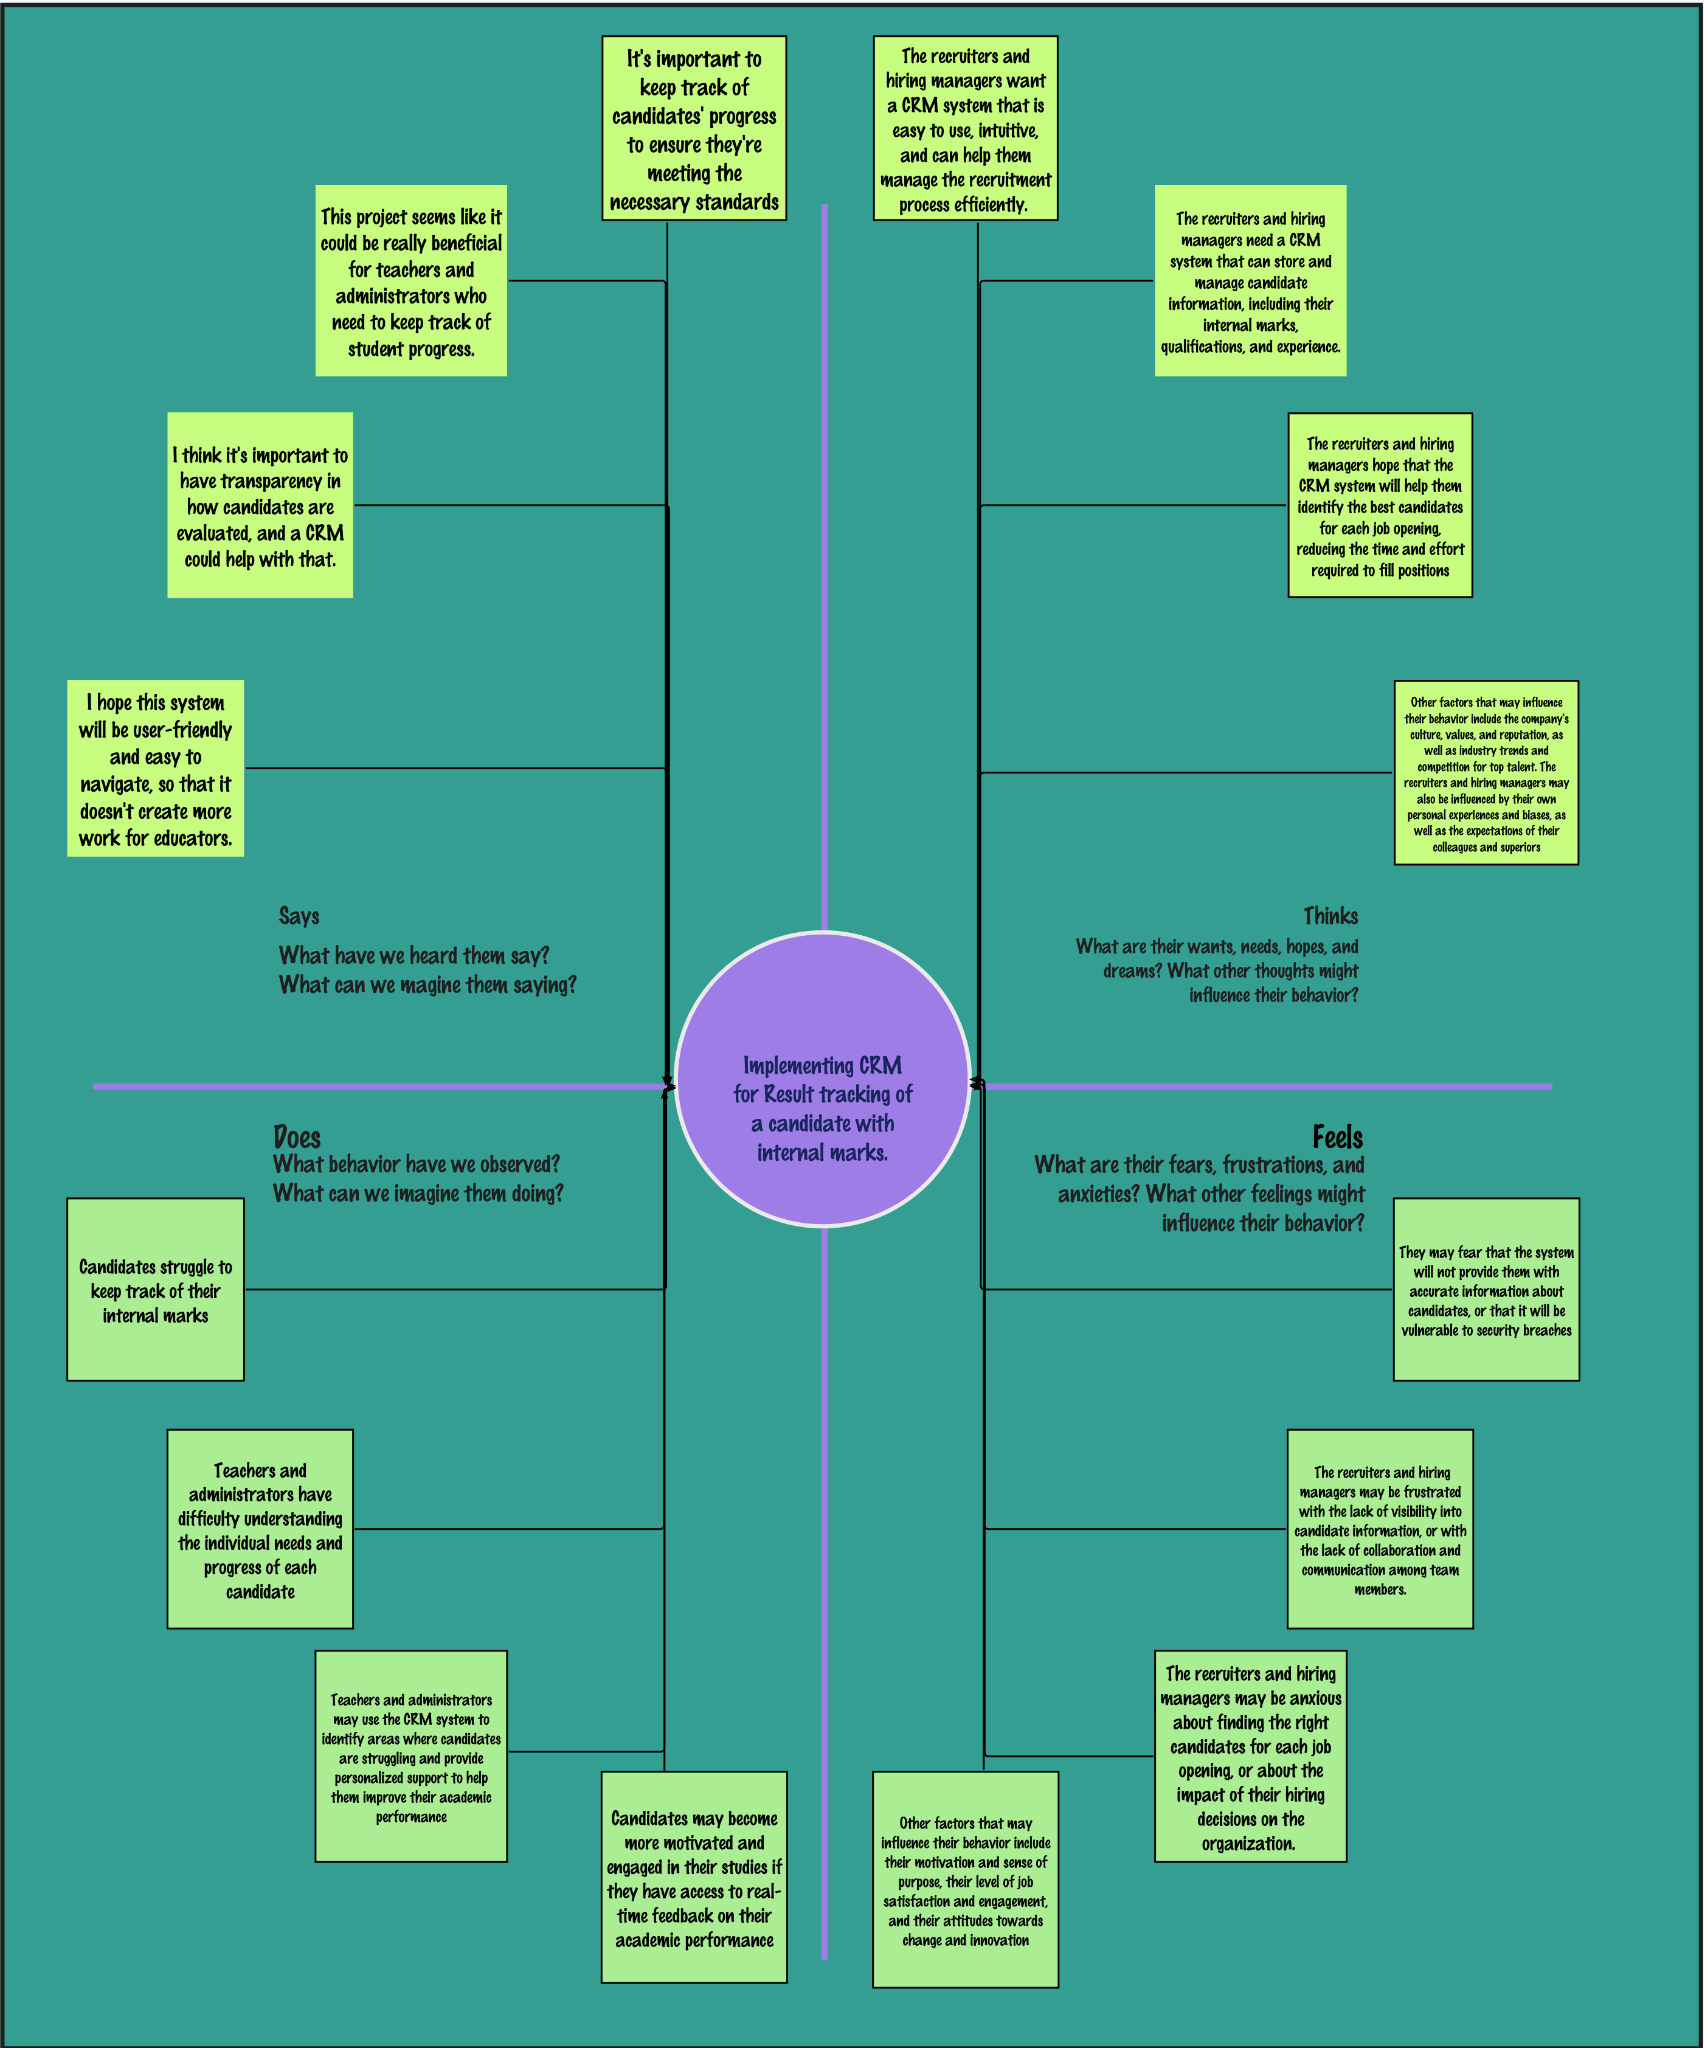 It's important to
keep track of
candidates' progress
to ensure they're
meeting the
necessary standards
This project seems like it
could be really beneficial
for teachers and
administrators who
need to keep track of
student progress.
I think it's important to
have transparency in
how candidates are
evaluated, and a CRM
could help with that.
I hope this system
will be user-friendly
and easy to
navigate, so that it
doesn't create more
work for educators.
Says
What have we heard them say?
What can we magine them saying?
The recruiters and
hiring managers want
a CRM system that is
easy to use, intuitive,
and can help them
manage the recruitment
process efficiently.
The recruiters and hiring
managers need a CRM
system that can store and
manage candidate
information, including their
internal marks,
qualifications, and experience.
The recruiters and hiring
managers hope that the
CRM system will help them
identify the best candidates
for each job opening,
reducing the time and effort
required to fill positions
Other factors that may influence
their behavior include the company's
culture, values, and reputation, as
well as industry trends and
competition for top talent. The
recruiters and hiring managers may
also be influenced by their own
personal experiences and biases, as
well as the expectations of their
colleagues and superiors
Thinks
What are their wants, needs, hopes, and
dreams? What other thoughts might
influence their behavior?
Implementing CRM
for Result tracking of
a candidate with
internal marks.
Does
What behavior have we observed?
What can we imagine them doing?
Candidates struggle to
keep track of their
internal marks
Teachers and
administrators have
difficulty understanding
the individual needs and
progress of each
candidate
Teachers and administrators
may use the CRM system to
identify areas where candidates
are struggling and provide
personalized support to help
them improve their academic
performance
Candidates may become
more motivated and
engaged in their studies if
they have access to real-
time feedback on their
academic performance
Feels
What are their fears, frustrations, and
anxieties? What other feelings might
influence their behavior?
They may fear that the system
will not provide them with
accurate information about
candidates, or that it will be
vulnerable to security breaches
The recruiters and hiring
managers may be frustrated
with the lack of visibility into
candidate information, or with
the lack of collaboration and
communication among team
members.
The recruiters and hiring
managers may be anxious
about finding the right
candidates for each job
opening, or about the
impact of their hiring
decisions on the
organization.
Other factors that may
influence their behavior include
their motivation and sense of
purpose, their level of job
satisfaction and engagement,
and their attitudes towards
change and innovation